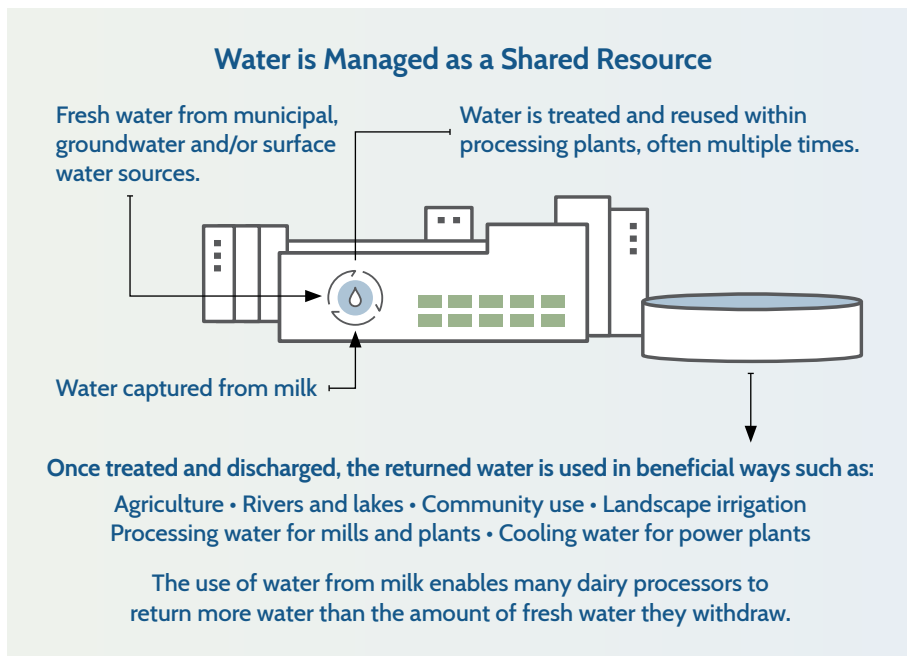 Water is Managed as a Shared Resource
Fresh water from municipal,
groundwater and/or surface
water sources.
Water is treated and reused within
processing plants, often multiple times.
Water captured from milk
Once treated and discharged, the returned water is used in beneficial ways such as:
Agriculture • Rivers and lakes • Community use • Landscape irrigation
Processing water for mills and plants • Cooling water for power plants
The use of water from milk enables many dairy processors to
return more water than the amount of fresh water they withdraw.